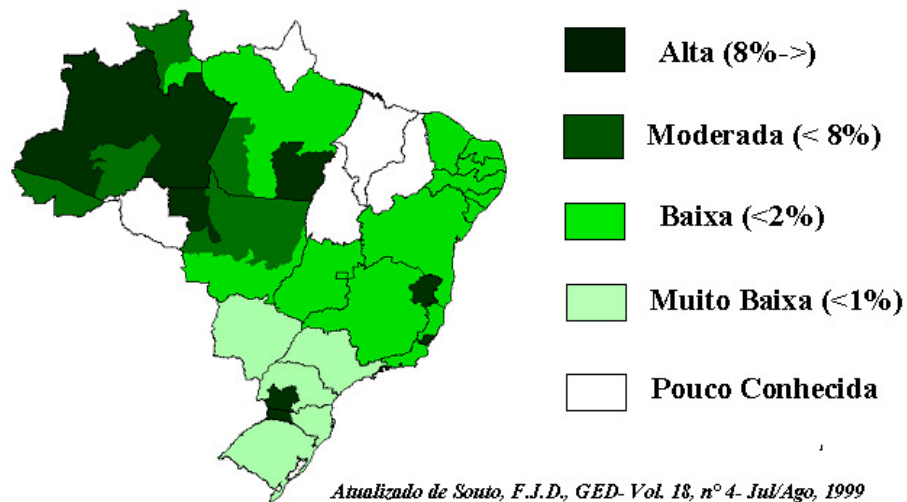 Alta (8%->)
Moderada (< 8%)
Baixa (<2%)
Muito Baixa (<1%)
Pouco Conhecida
Atualizado de Souto, F.J.D., GED- Vol. 18, n° 4- Jul/Ago, 1999